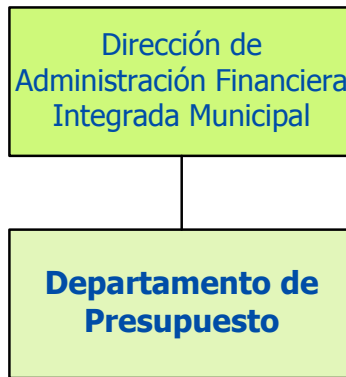 Dirección de
Administración Financiera
Integrada Municipal
Departamento de
Presupuesto